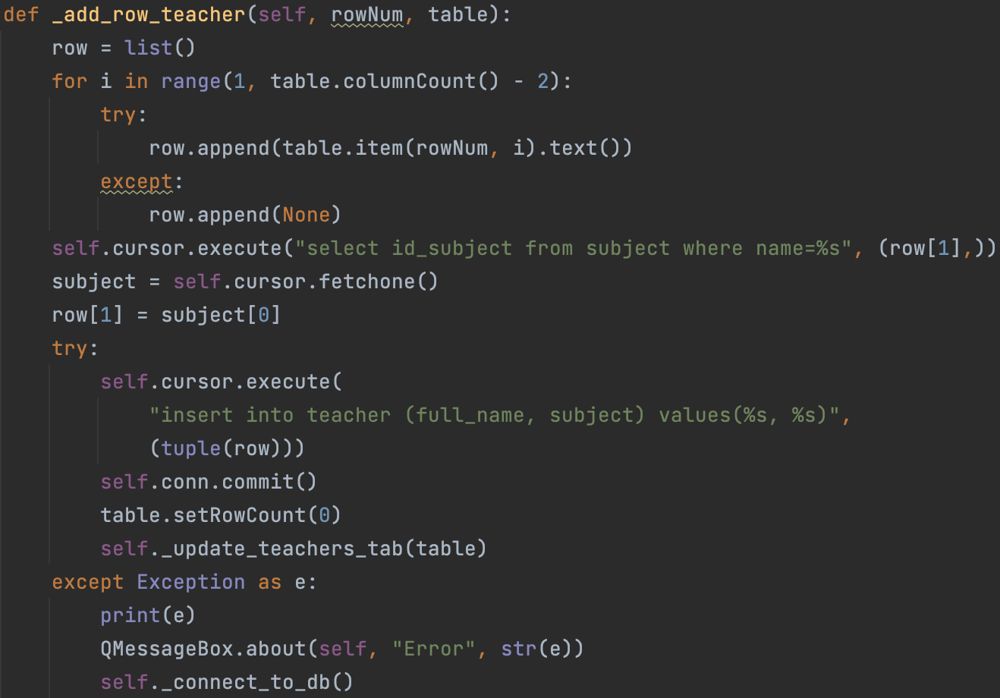 def _add_row_teacher(self, rowNum, table):
    row = list()
    for i in range(1, table.columnCount() - 2):
        try:
            row.append(table.item(rowNum, i).text())
        except:
            row.append(None)
    self.cursor.execute("select id_subject from subject where name=%s", (row[1],))
    subject = self.cursor.fetchone()
    row[1] = subject[0]
    try:
        self.cursor.execute(
            "insert into teacher (full_name, subject) values(%s, %s)",
            (tuple(row)))
        self.conn.commit()
        table.setRowCount(0)
        self._update_teachers_tab(table)
    except Exception as e:
        print(e)
        QMessageBox.about(self, "Error", str(e))
        self._connect_to_db()